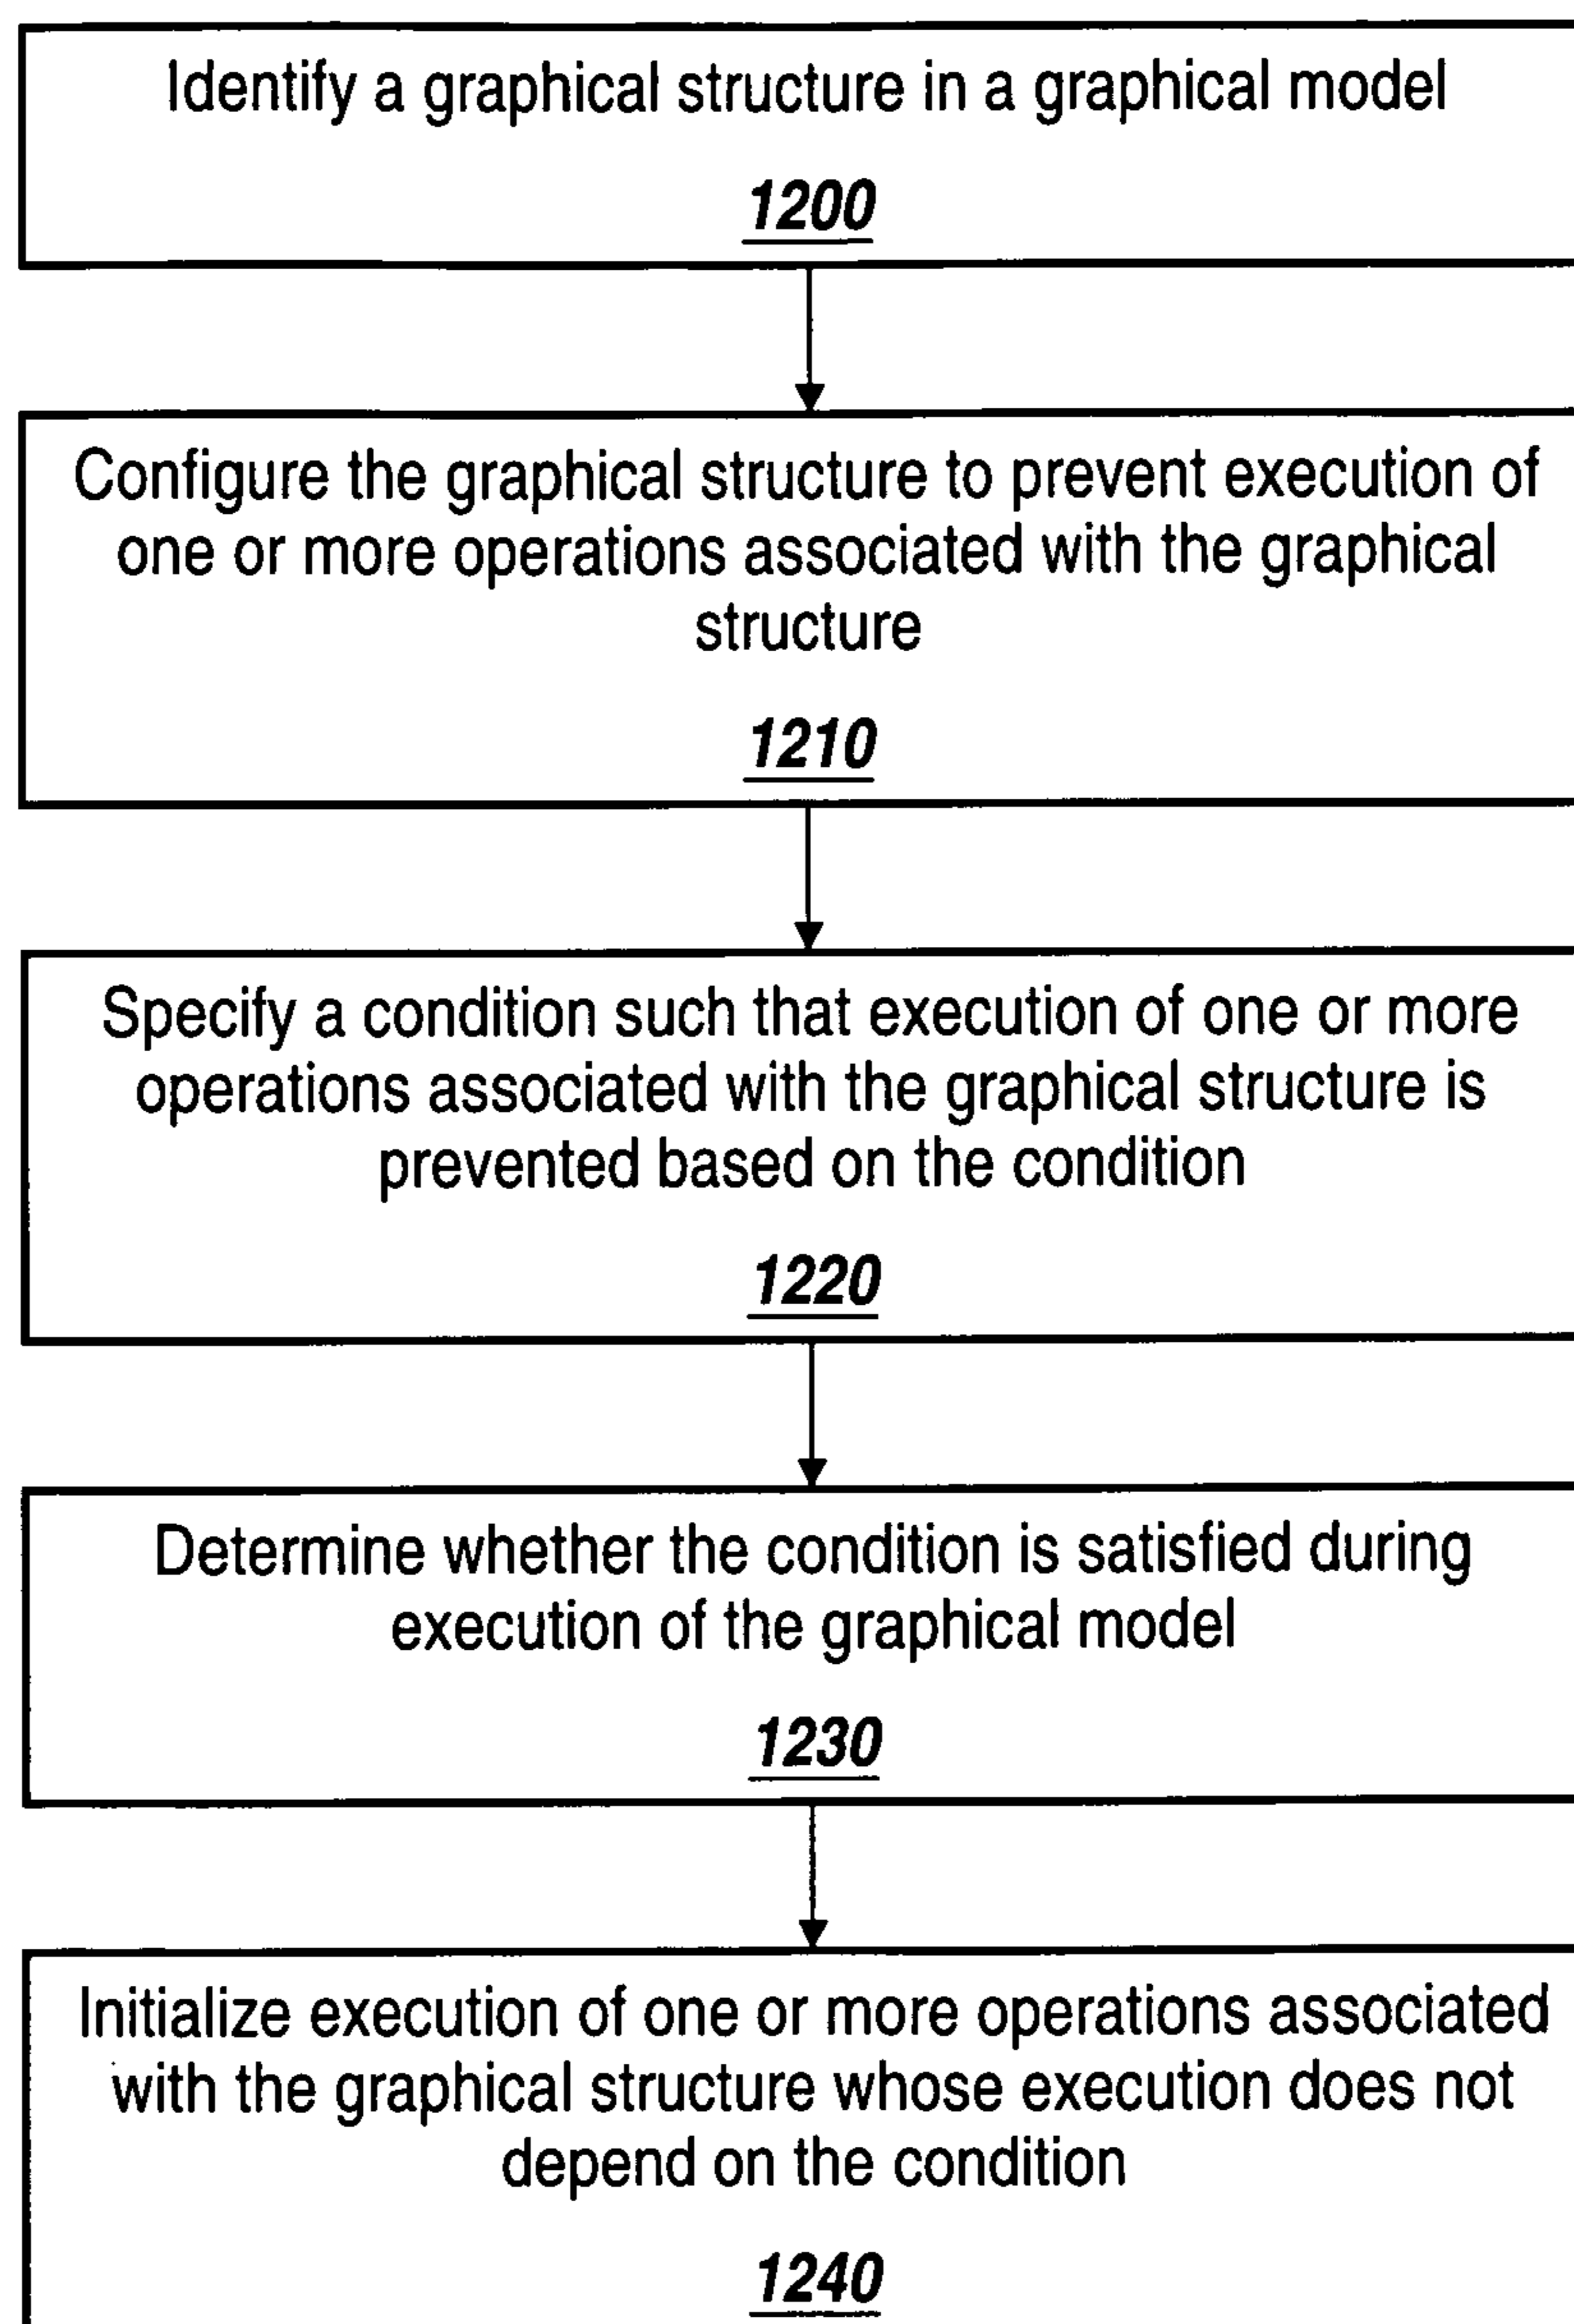 Identify a graphical structure in a graphical model
1200
Configure the graphical structure to prevent execution of
one or more operations associated with the graphical
structure
1210
Specify a condition such that execution of one or more
operations associated with the graphical structure is
prevented based on the condition
1220
Determine whether the condition is satisfied during
execution of the graphical model
1230
Initialize execution of one or more operations associated
with the graphical structure whose execution does not
depend on the condition
1240